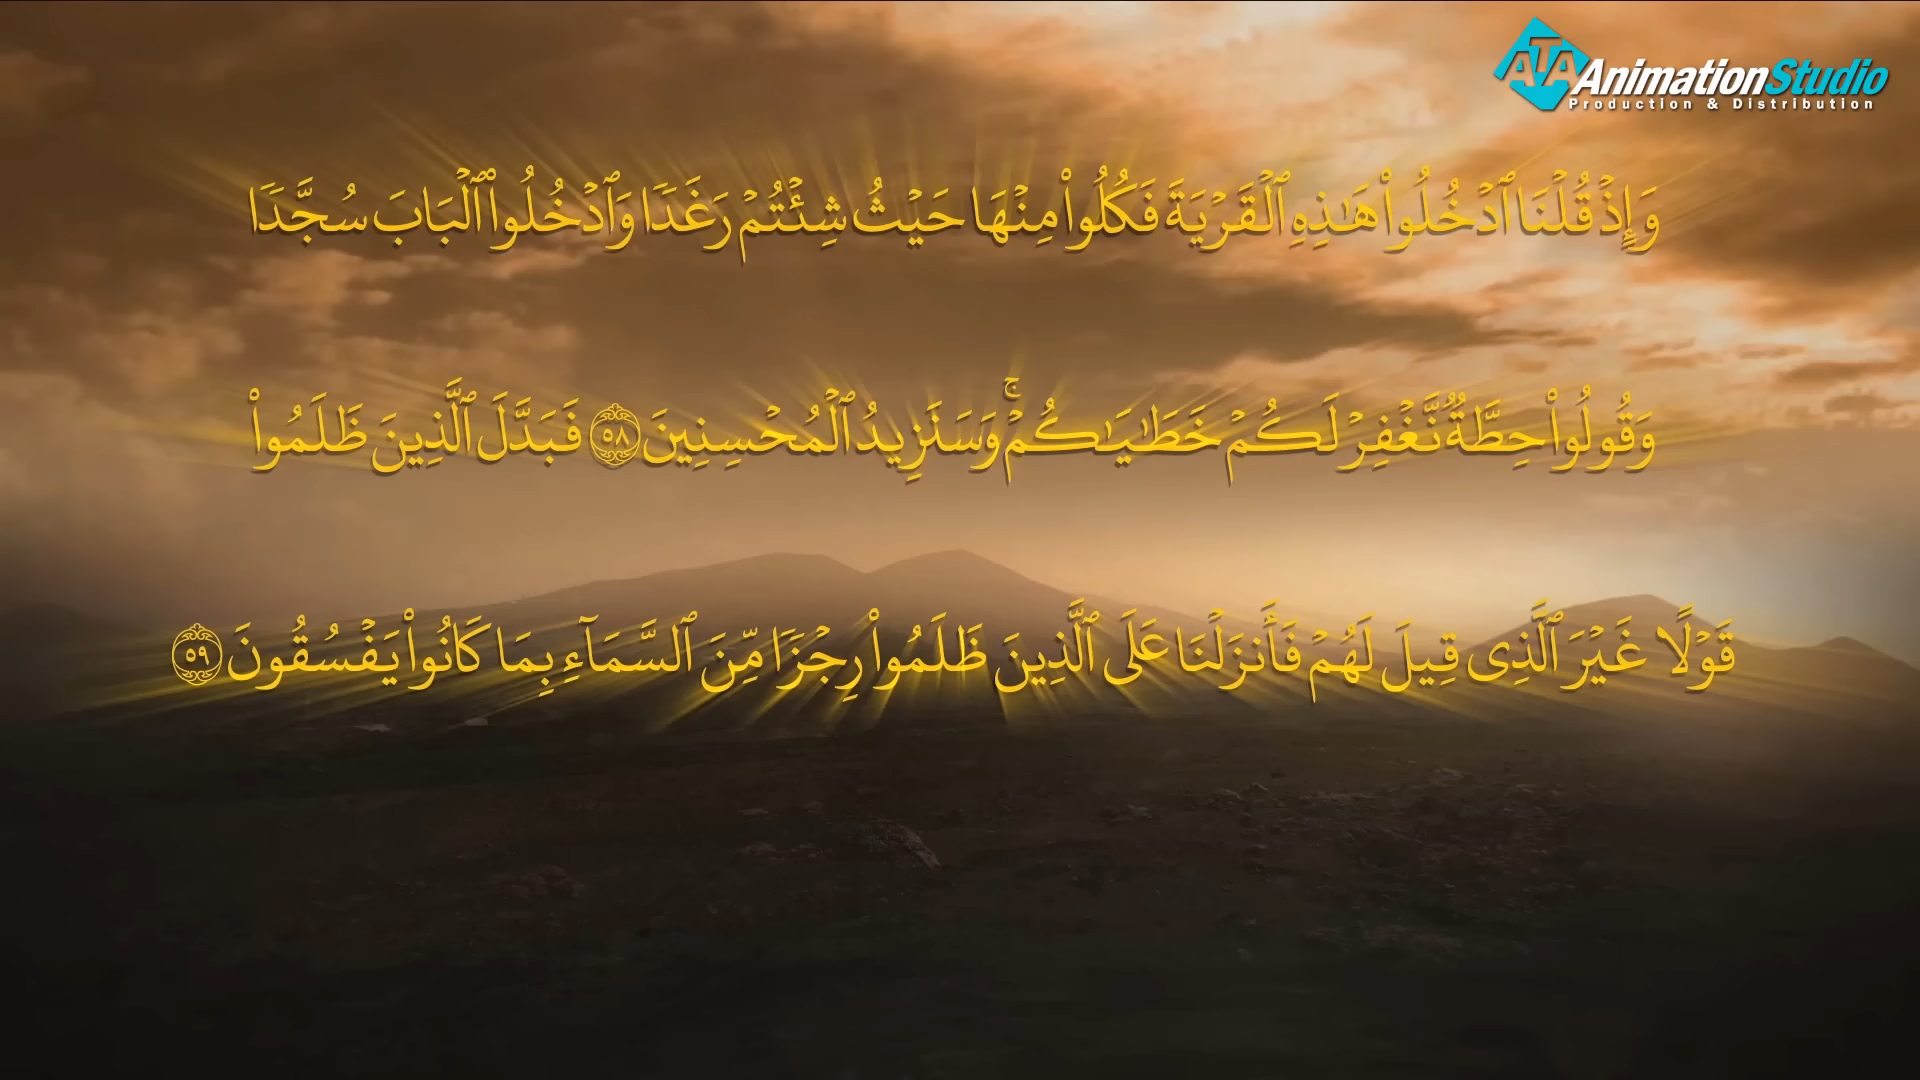 ATA AnimationStudio
Production & Distribution
وَإِذْ قُلْنَا ٱدْخُلُوا۟ هَـٰذِهِ ٱلْقَرْيَةَ فَكُلُوا۟ مِنْهَا حَيْثُ شِئْتُمْ رَغَدًا وَٱدْخُلُوا۟ ٱلْبَابَ سُجَّدًا
وَقُولُوا۟ حِطَّةٌ نَّغْفِرْ لَكُمْ خَطَـٰيَـٰكُمْ ۚ وَسَنَزِيدُ ٱلْمُحْسِنِينَ ٥٨ فَبَدَّلَ ٱلَّذِينَ ظَلَمُوا۟
قَوْلًا غَيْرَ ٱلَّذِى قِيلَ لَهُمْ فَأَنزَلْنَا عَلَى ٱلَّذِينَ ظَلَمُوا۟ رِجْزًا مِّنَ ٱلسَّمَآءِ بِمَا كَانُوا۟ يَفْسُقُونَ ٥٩